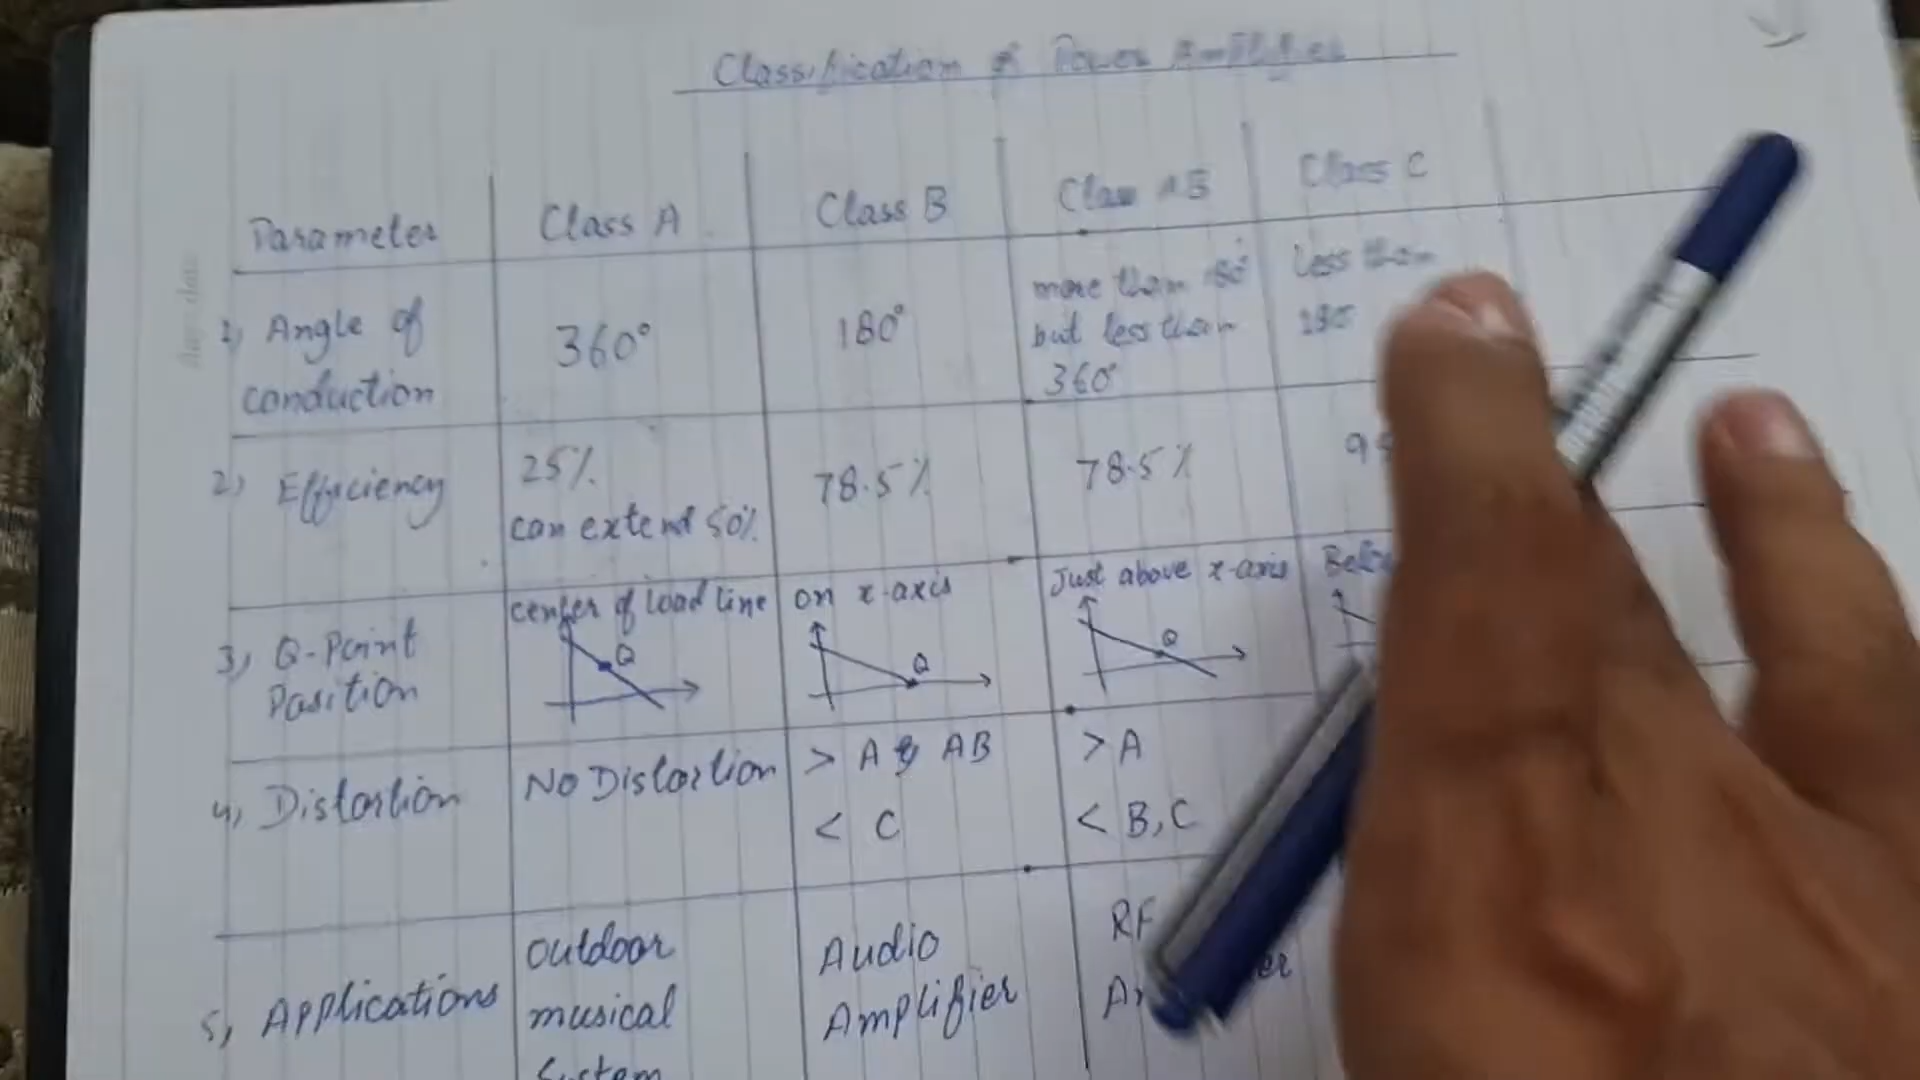 Classification of Power Amplifier
Parameter Class A Class B Class AB Class C
1) Angle of conduction
360°
180°
more than 180°
but less than
360°
less than
180
2) Efficiency
25%
can extend 50%
78.5%
78.5%
3) Q-Point
Position
center of load line
Q
on x-axis
Q
Just above x-axis
Q
4) Distortion
No Distortion
> A & AB
< C
> A
< B, C
5) Applications
outdoor
musical
System
Audio
Amplifier
RF